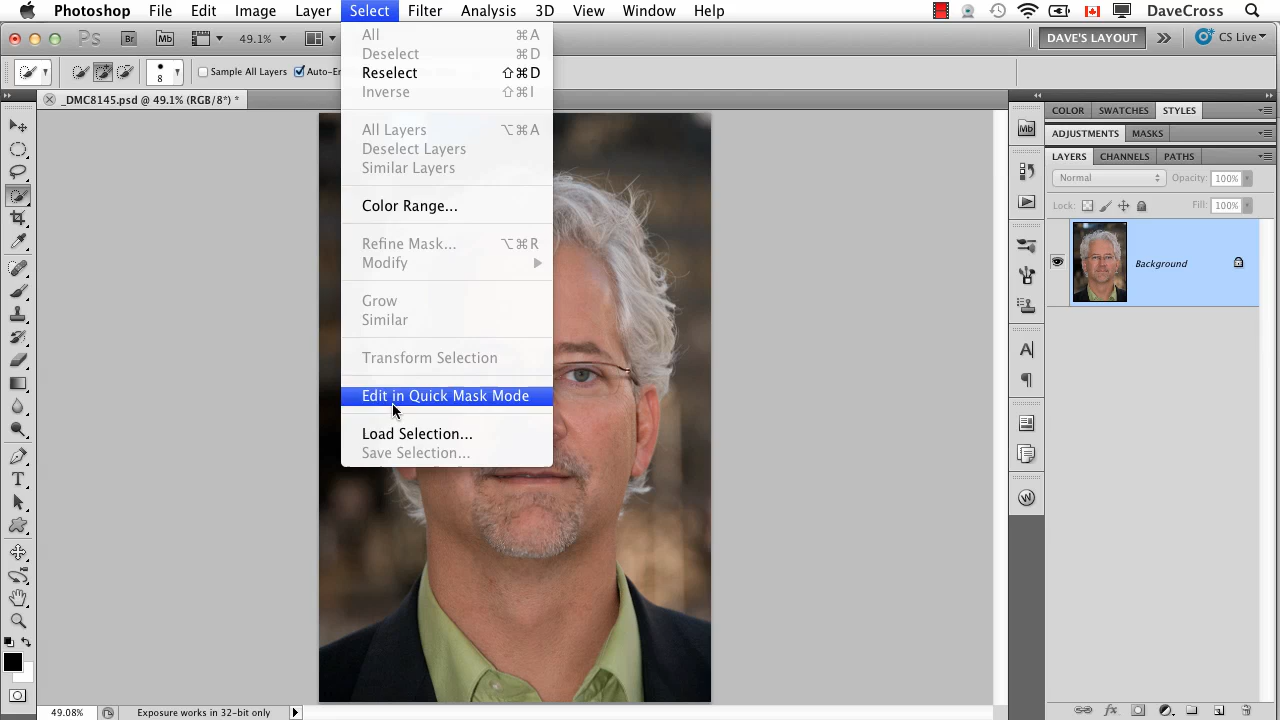 Photoshop File Edit Image Layer Select Filter Analysis 3D View Window Help DaveCross
Ps Br Mb 49.1% DAVE'S LAYOUT CS Live
8 Sample All Layers Auto-En
_DMC8145.psd @ 49.1% (RGB/8*) *
All ⌘A
Deselect ⌘D
Reselect ⇧⌘D
Inverse ⇧⌘I
All Layers ⌥⌘A
Deselect Layers
Similar Layers
Color Range...
Refine Mask... ⌥⌘R
Modify
Grow
Similar
Transform Selection
Edit in Quick Mask Mode
Load Selection...
Save Selection...
Mb
COLOR SWATCHES STYLES
ADJUSTMENTS MASKS
LAYERS CHANNELS PATHS
Normal Opacity: 100%
Lock: Fill: 100%
Background
49.08% Exposure works in 32-bit only